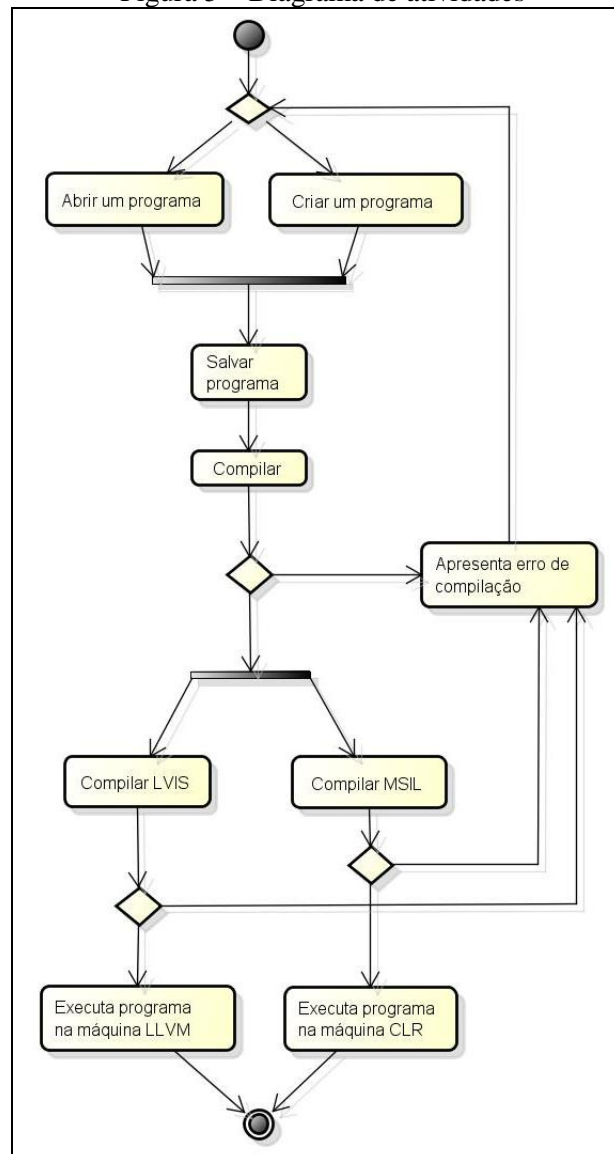 Figura 5 – Diagrama de atividades
Abrir um programa
Criar um programa
Salvar
programa
Compilar
Apresenta erro de
compilação
Compilar LVIS
Compilar MSIL
Executa programa
na máquina LLVM
Executa programa
na máquina CLR